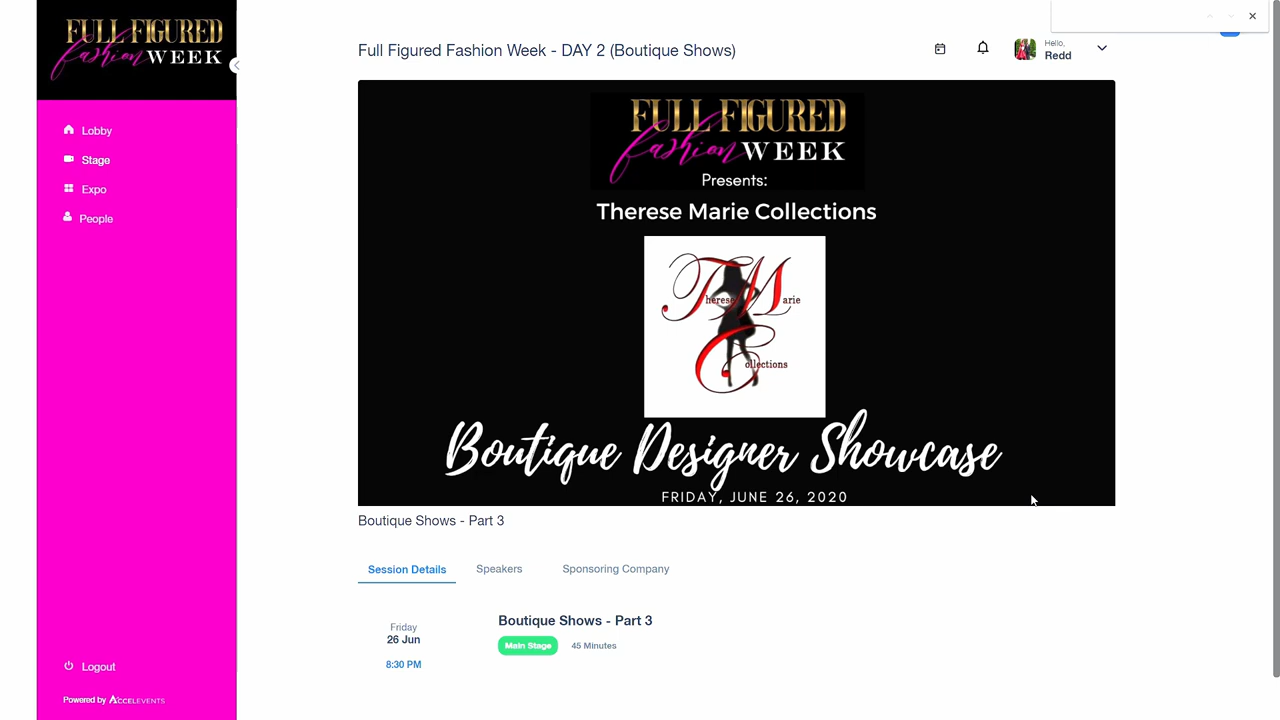 FULL FIGURED
fashion WEEK
Lobby
Stage
Expo
People
Logout
Powered by ACCELEVENTS
Full Figured Fashion Week - DAY 2 (Boutique Shows)
Hello,
Redd
FULL FIGURED
fashion WEEK
Presents:
Therese Marie Collections
Therese Marie
Collections
Boutique Designer Showcase
FRIDAY, JUNE 26, 2020
Boutique Shows - Part 3
Session Details
Speakers
Sponsoring Company
Friday
26 Jun
8:30 PM
Boutique Shows - Part 3
Main Stage
45 Minutes